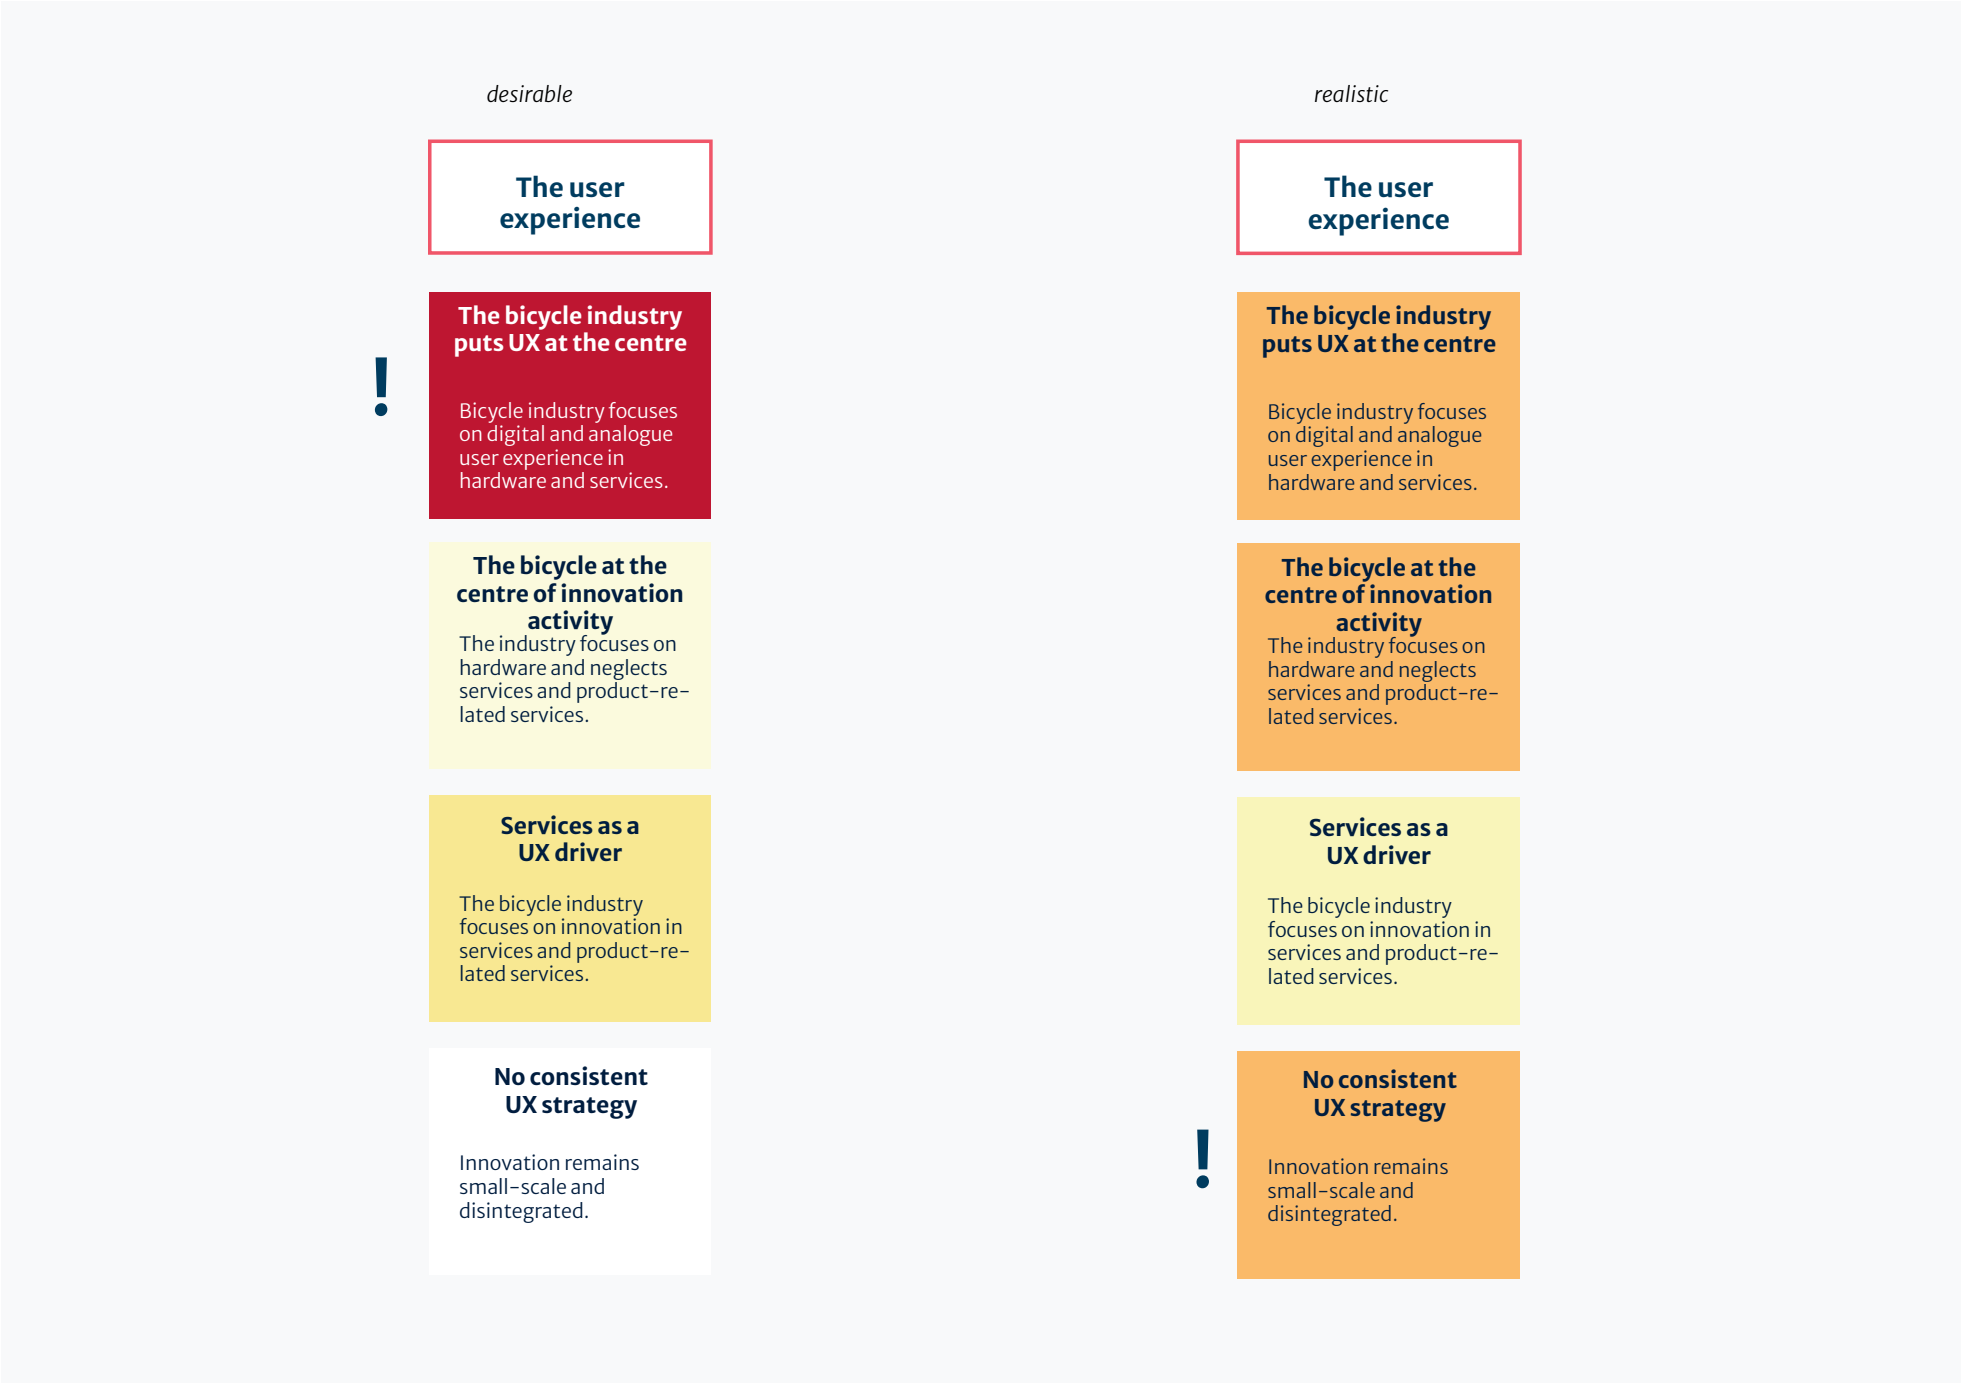 desirable
The user
experience
!
The bicycle industry
puts UX at the centre
Bicycle industry focuses
on digital and analogue
user experience in
hardware and services.
The bicycle at the
centre of innovation
activity
The industry focuses on
hardware and neglects
services and product-re-
lated services.
Services as a
UX driver
The bicycle industry
focuses on innovation in
services and product-re-
lated services.
No consistent
UX strategy
Innovation remains
small-scale and
disintegrated.
realistic
The user
experience
The bicycle industry
puts UX at the centre
Bicycle industry focuses
on digital and analogue
user experience in
hardware and services.
The bicycle at the
centre of innovation
activity
The industry focuses on
hardware and neglects
services and product-re-
lated services.
Services as a
UX driver
The bicycle industry
focuses on innovation in
services and product-re-
lated services.
!
No consistent
UX strategy
Innovation remains
small-scale and
disintegrated.